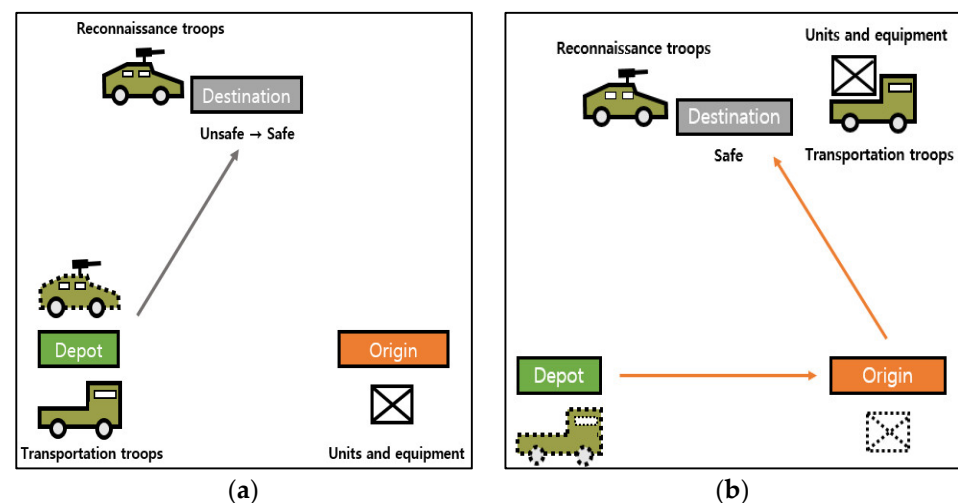 Reconnaissance troops
Destination
Unsafe → Safe
Depot
Origin
Transportation troops
Units and equipment
(a)
Units and equipment
Reconnaissance troops
Destination
Safe
Transportation troops
Depot
Origin
(b)